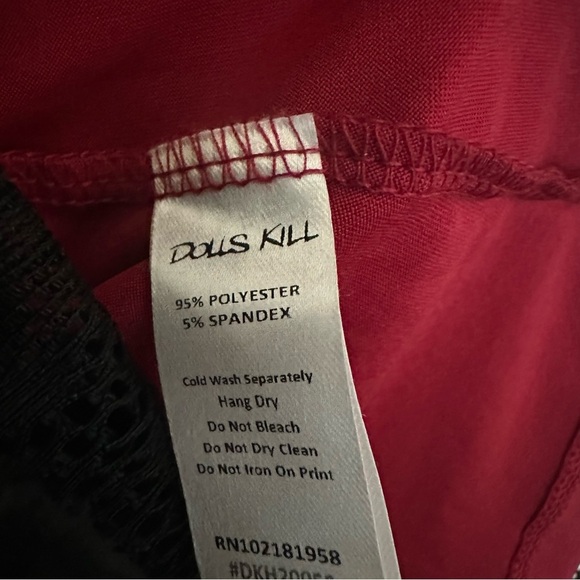 DOLLS KILL
95% POLYESTER
5% SPANDEX
Cold Wash Separately
Hang Dry
Do Not Bleach
Do Not Dry Clean
Do Not Iron On Print
RN102181958